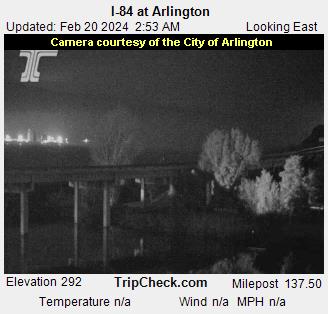 I-84 at Arlington
Updated: Feb 20 2024 2:53 AM Looking East
Camera courtesy of the City of Arlington
Elevation 292 TripCheck.com Milepost 137.50
Temperature n/a Wind n/a MPH n/a